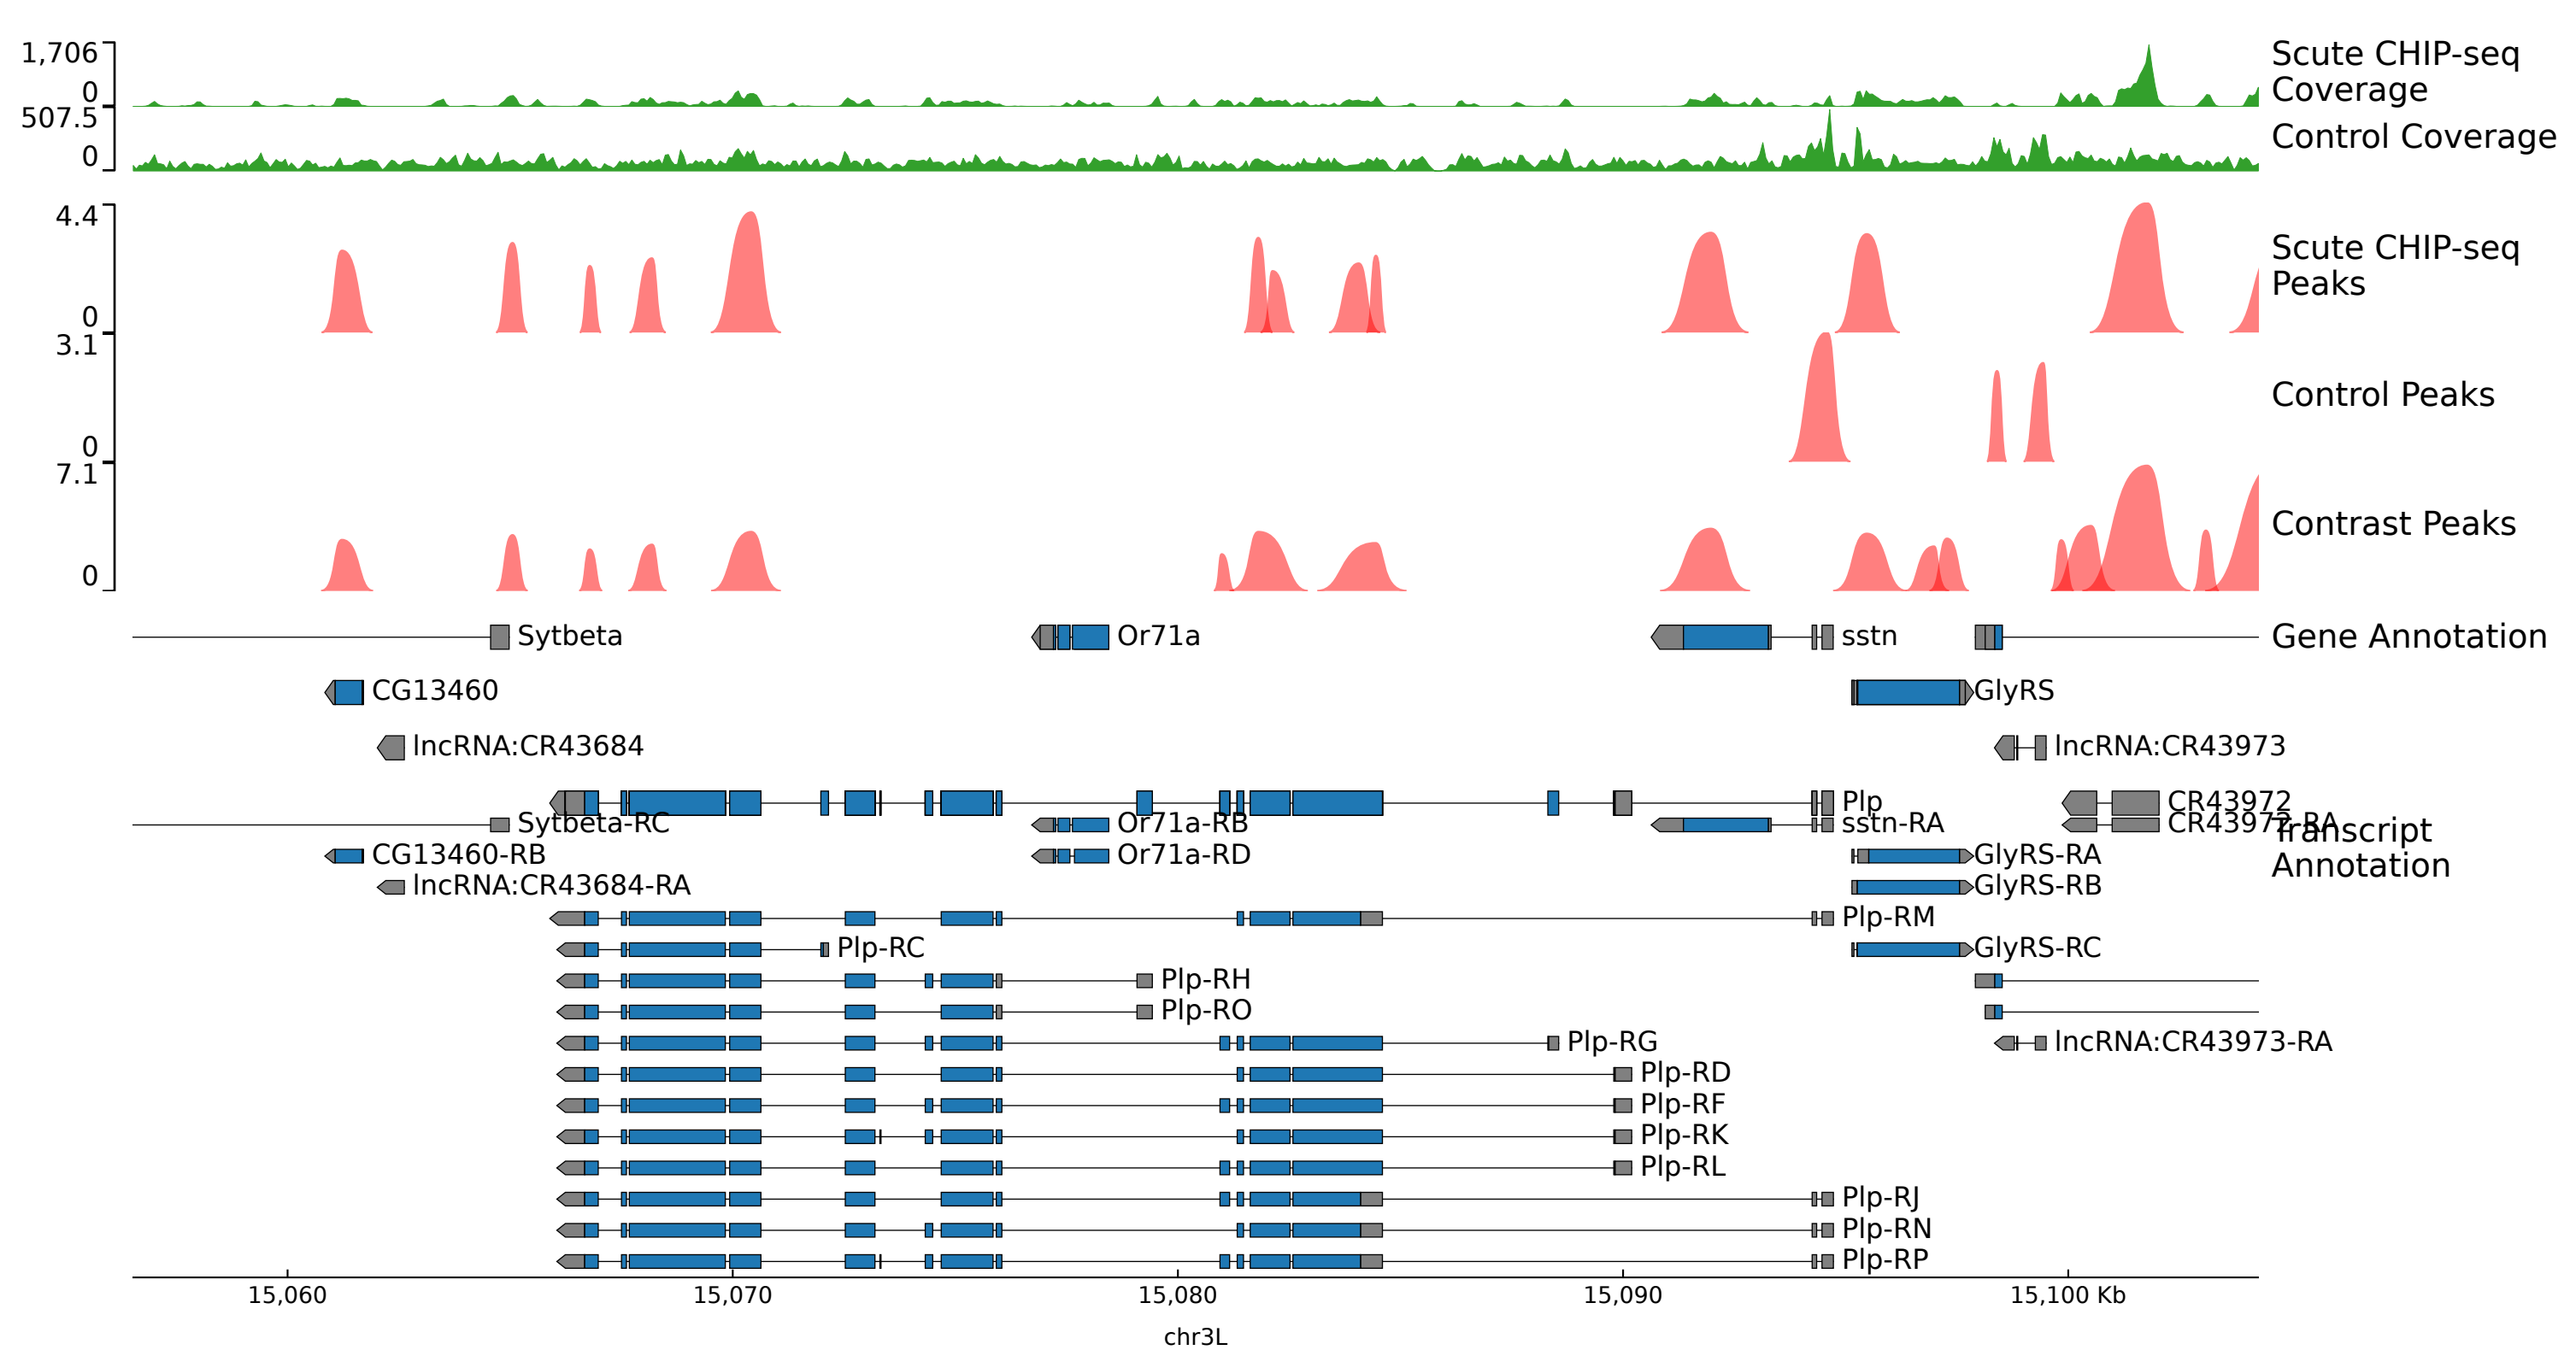 1,706
0
Scute CHIP-seq
Coverage
507.5
0
Control Coverage
4.4
0
Scute CHIP-seq
Peaks
3.1
0
Control Peaks
7.1
0
Contrast Peaks
Sytbeta
Or71a
sstn
Gene Annotation
CG13460
GlyRS
lncRNA:CR43684
lncRNA:CR43973
Plp
CR43972
Sytbeta-RC
Or71a-RB
sstn-RA
CR43972-RA
Transcript
Annotation
CG13460-RB
Or71a-RD
GlyRS-RA
lncRNA:CR43684-RA
GlyRS-RB
Plp-RM
Plp-RC
GlyRS-RC
Plp-RH
Plp-RO
Plp-RG
lncRNA:CR43973-RA
Plp-RD
Plp-RF
Plp-RK
Plp-RL
Plp-RJ
Plp-RN
Plp-RP
15,060
15,070
15,080
15,090
15,100 Kb
chr3L